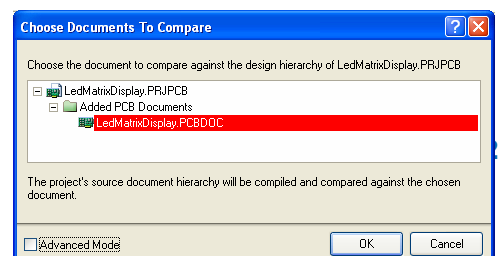 Choose Documents To Compare
Choose the document to compare against the design hierarchy of LedMatrixDisplay.PRJPCB
LedMatrixDisplay.PRJPCB
Added PCB Documents
LedMatrixDisplay.PCBDOC
The project's source document hierarchy will be compiled and compared against the chosen
document.
Advanced Mode
OK
Cancel